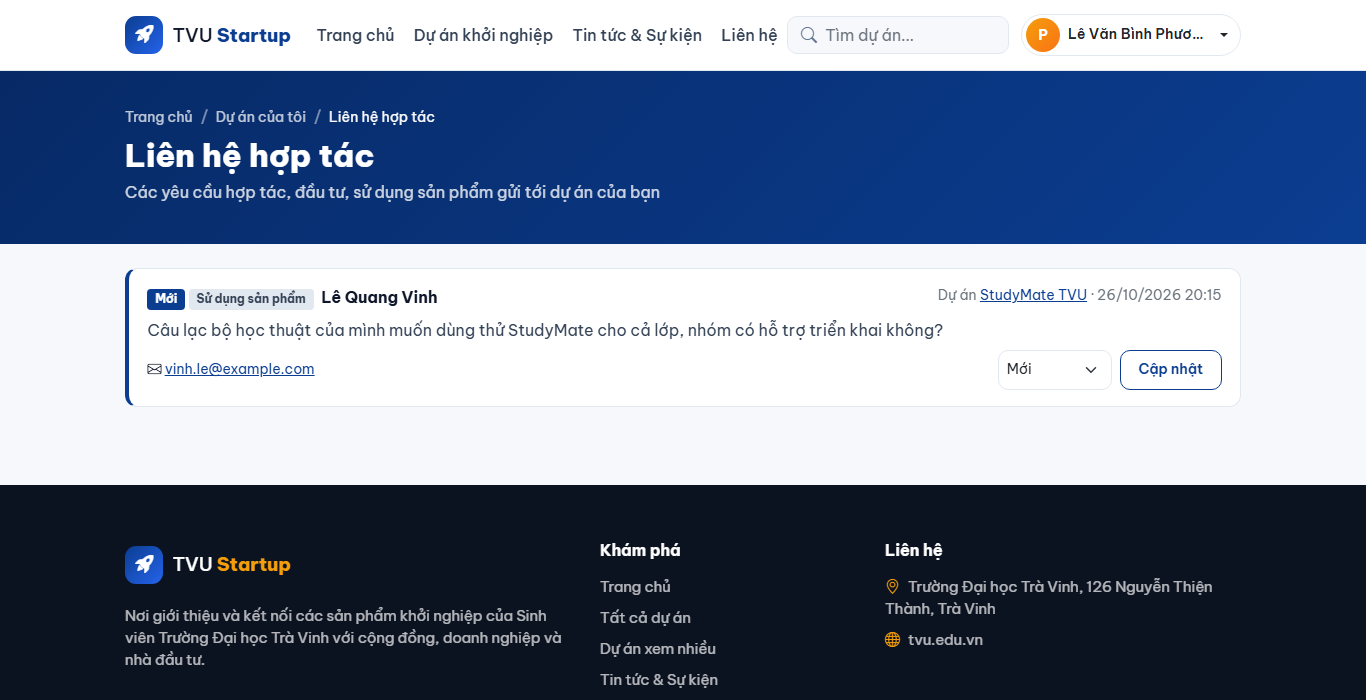 TVU Startup
Trang chủ
Dự án khởi nghiệp
Tin tức & Sự kiện
Liên hệ
Tìm dự án...
P
Lê Văn Bình Phươ...
Trang chủ / Dự án của tôi / Liên hệ hợp tác
Liên hệ hợp tác
Các yêu cầu hợp tác, đầu tư, sử dụng sản phẩm gửi tới dự án của bạn
Mới Sử dụng sản phẩm Lê Quang Vinh
Dự án StudyMate TVU · 26/10/2026 20:15
Câu lạc bộ học thuật của mình muốn dùng thử StudyMate cho cả lớp, nhóm có hỗ trợ triển khai không?
vinh.le@example.com
Mới
Cập nhật
TVU Startup
Nơi giới thiệu và kết nối các sản phẩm khởi nghiệp của Sinh
viên Trường Đại học Trà Vinh với cộng đồng, doanh nghiệp và
nhà đầu tư.
Khám phá
Trang chủ
Tất cả dự án
Dự án xem nhiều
Tin tức & Sự kiện
Liên hệ
Trường Đại học Trà Vinh, 126 Nguyễn Thiện
Thành, Trà Vinh
tvu.edu.vn